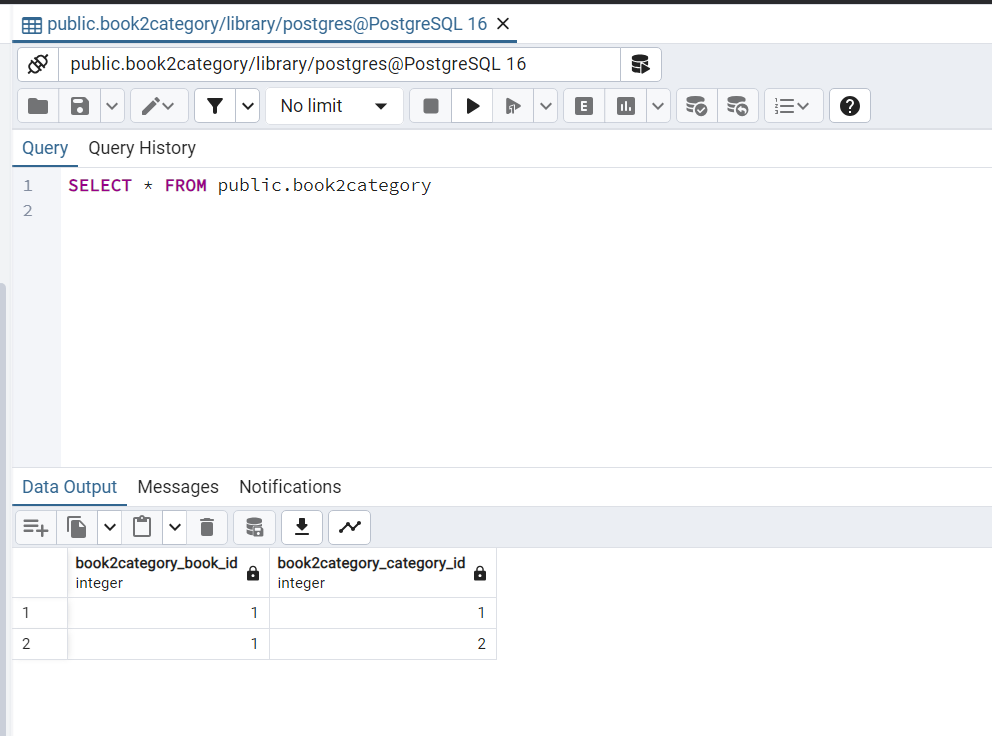 public.book2category/library/postgres@PostgreSQL 16
public.book2category/library/postgres@PostgreSQL 16
No limit
E
Query Query History
1 SELECT * FROM public.book2category
2
Data Output Messages Notifications
book2category_book_id book2category_category_id
integer integer
1 1 1
2 1 2